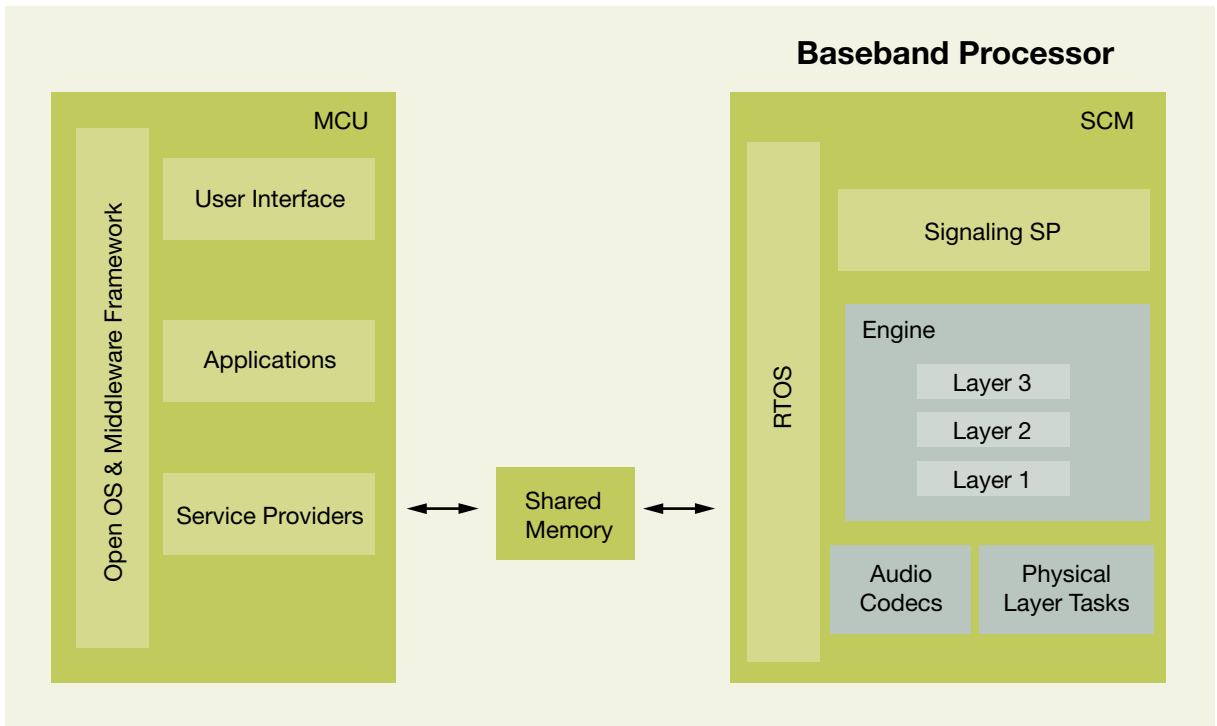 Baseband Processor
MCU
Open OS & Middleware Framework
User Interface
Applications
Service Providers
Shared
Memory
SCM
RTOS
Signaling SP
Engine
Layer 3
Layer 2
Layer 1
Audio
Codecs
Physical
Layer Tasks